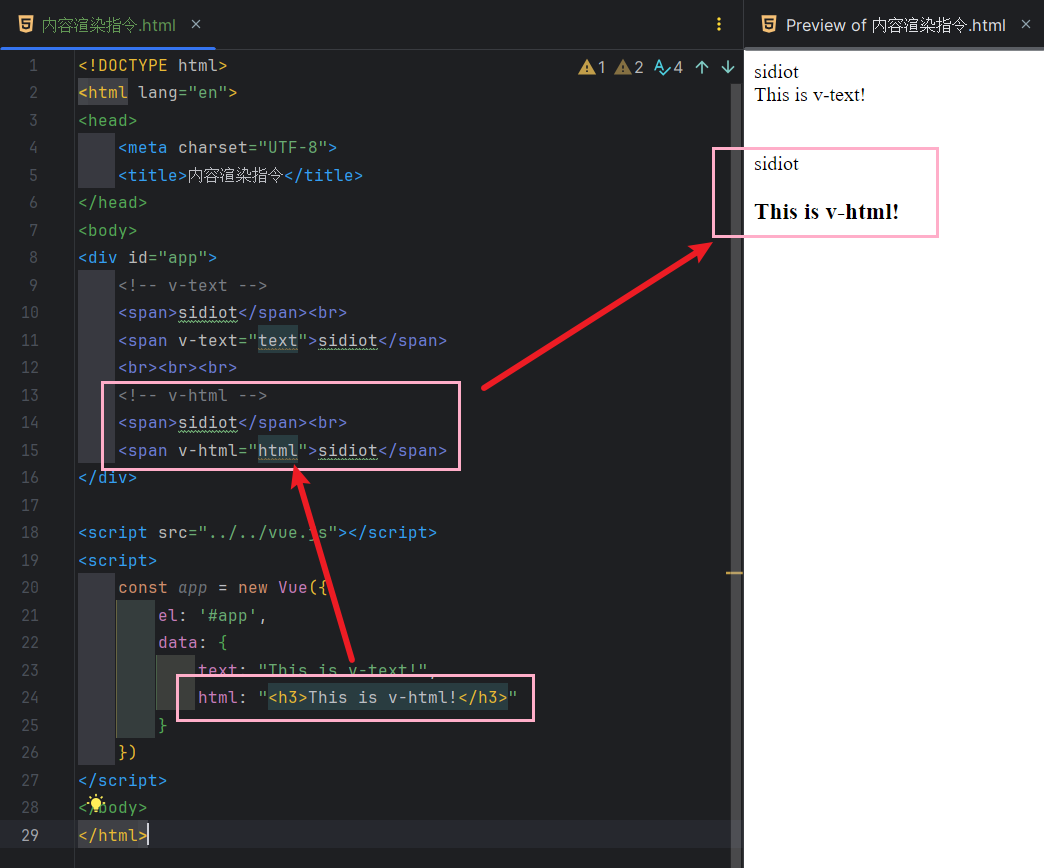 内容渲染指令.html ×
Preview of 内容渲染指令.html ×
1 <!DOCTYPE html>
1 2 4
2 <html lang="en">
3 <head>
4 <meta charset="UTF-8">
5 <title>内容渲染指令</title>
6 </head>
7 <body>
8 <div id="app">
9 <!-- v-text -->
10 <span>sidiot</span><br>
11 <span v-text="text">sidiot</span>
12 <br><br><br>
13 <!-- v-html -->
14 <span>sidiot</span><br>
15 <span v-html="html">sidiot</span>
16 </div>
17
18 <script src="../../vue.js"></script>
19 <script>
20 const app = new Vue({
21 el: '#app',
22 data: {
23 text: "This is v-text!",
24 html: "<h3>This is v-html!</h3>"
25 }
26 })
27 </script>
28 </body>
29 </html>
sidiot
This is v-text!
sidiot
This is v-html!